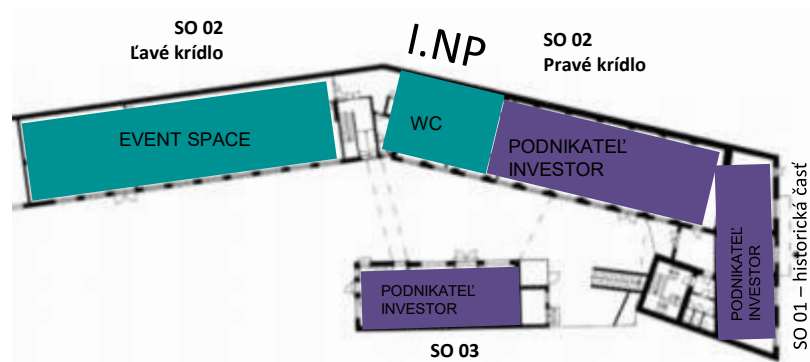 SO 02
Ľavé krídlo
I.NP
SO 02
Pravé krídlo
EVENT SPACE
WC
PODNIKATEĽ
INVESTOR
PODNIKATEĽ
INVESTOR
PODNIKATEĽ
INVESTOR
SO 01 – historická časť
SO 03